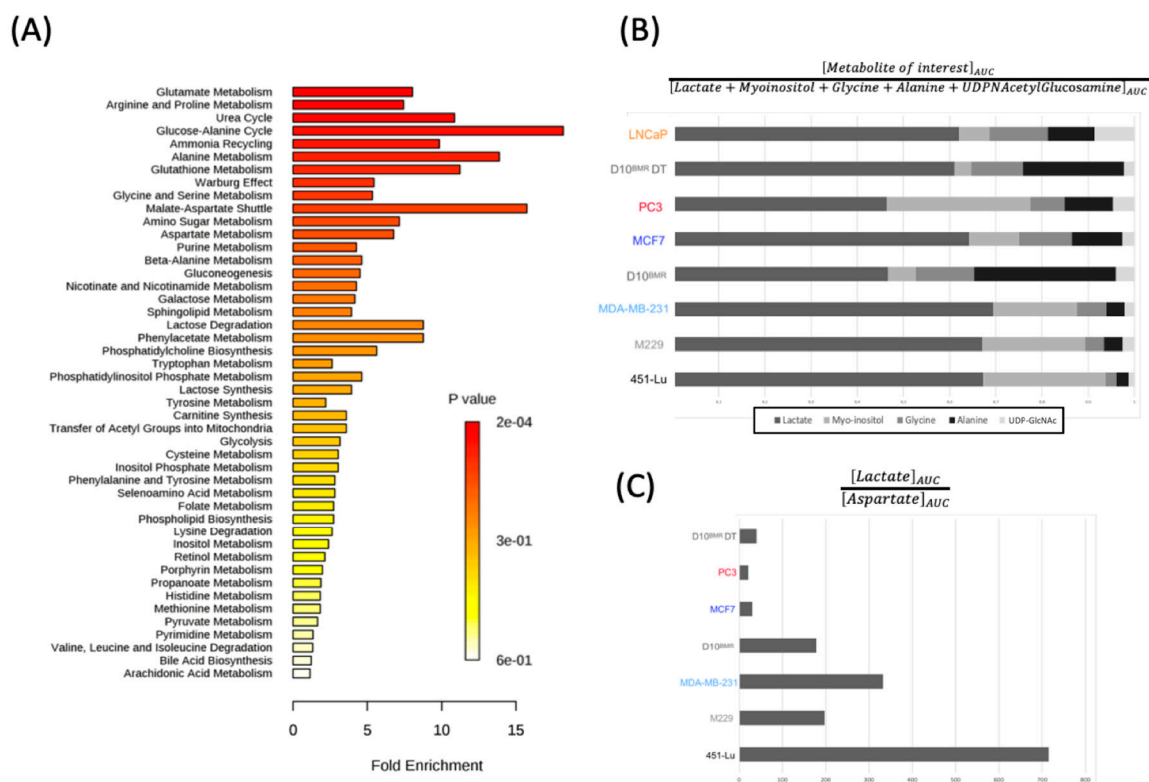 (A)
Glutamate Metabolism
Arginine and Proline Metabolism
Urea Cycle
Glucose-Alanine Cycle
Ammonia Recycling
Alanine Metabolism
Glutathione Metabolism
Warburg Effect
Glycine and Serine Metabolism
Malate-Aspartate Shuttle
Amino Sugar Metabolism
Aspartate Metabolism
Purine Metabolism
Beta-Alanine Metabolism
Gluconeogenesis
Nicotinate and Nicotinamide Metabolism
Galactose Metabolism
Sphingolipid Metabolism
Lactose Degradation
Phenylacetate Metabolism
Phosphatidylcholine Biosynthesis
Tryptophan Metabolism
Phosphatidylinositol Phosphate Metabolism
Lactose Synthesis
Tyrosine Metabolism
Carnitine Synthesis
Transfer of Acetyl Groups into Mitochondria
Glycolysis
Cysteine Metabolism
Inositol Phosphate Metabolism
Phenylalanine and Tyrosine Metabolism
Selenoamino Acid Metabolism
Folate Metabolism
Phospholipid Biosynthesis
Lysine Degradation
Inositol Metabolism
Retinol Metabolism
Porphyrin Metabolism
Propanoate Metabolism
Histidine Metabolism
Methionine Metabolism
Pyruvate Metabolism
Pyrimidine Metabolism
Valine, Leucine and Isoleucine Degradation
Bile Acid Biosynthesis
Arachidonic Acid Metabolism
0 5 10 15
Fold Enrichment
P value
2e-04
3e-01
6e-01
(B)
[Metabolite of interest]AUC
[Lactate + Myoinositol + Glycine + Alanine + UDPNAcetylGlucosamine]AUC
LNCaP
D10BMR DT
PC3
MCF7
D10BMR
MDA-MB-231
M229
451-Lu
Lactate Myo-inositol Glycine Alanine UDP-GlcNAc
(C)
[Lactate]AUC
[Aspartate]AUC
D10BMR DT
PC3
MCF7
D10BMR
MDA-MB-231
M229
451-Lu
0 100 200 300 400 500 600 700 800